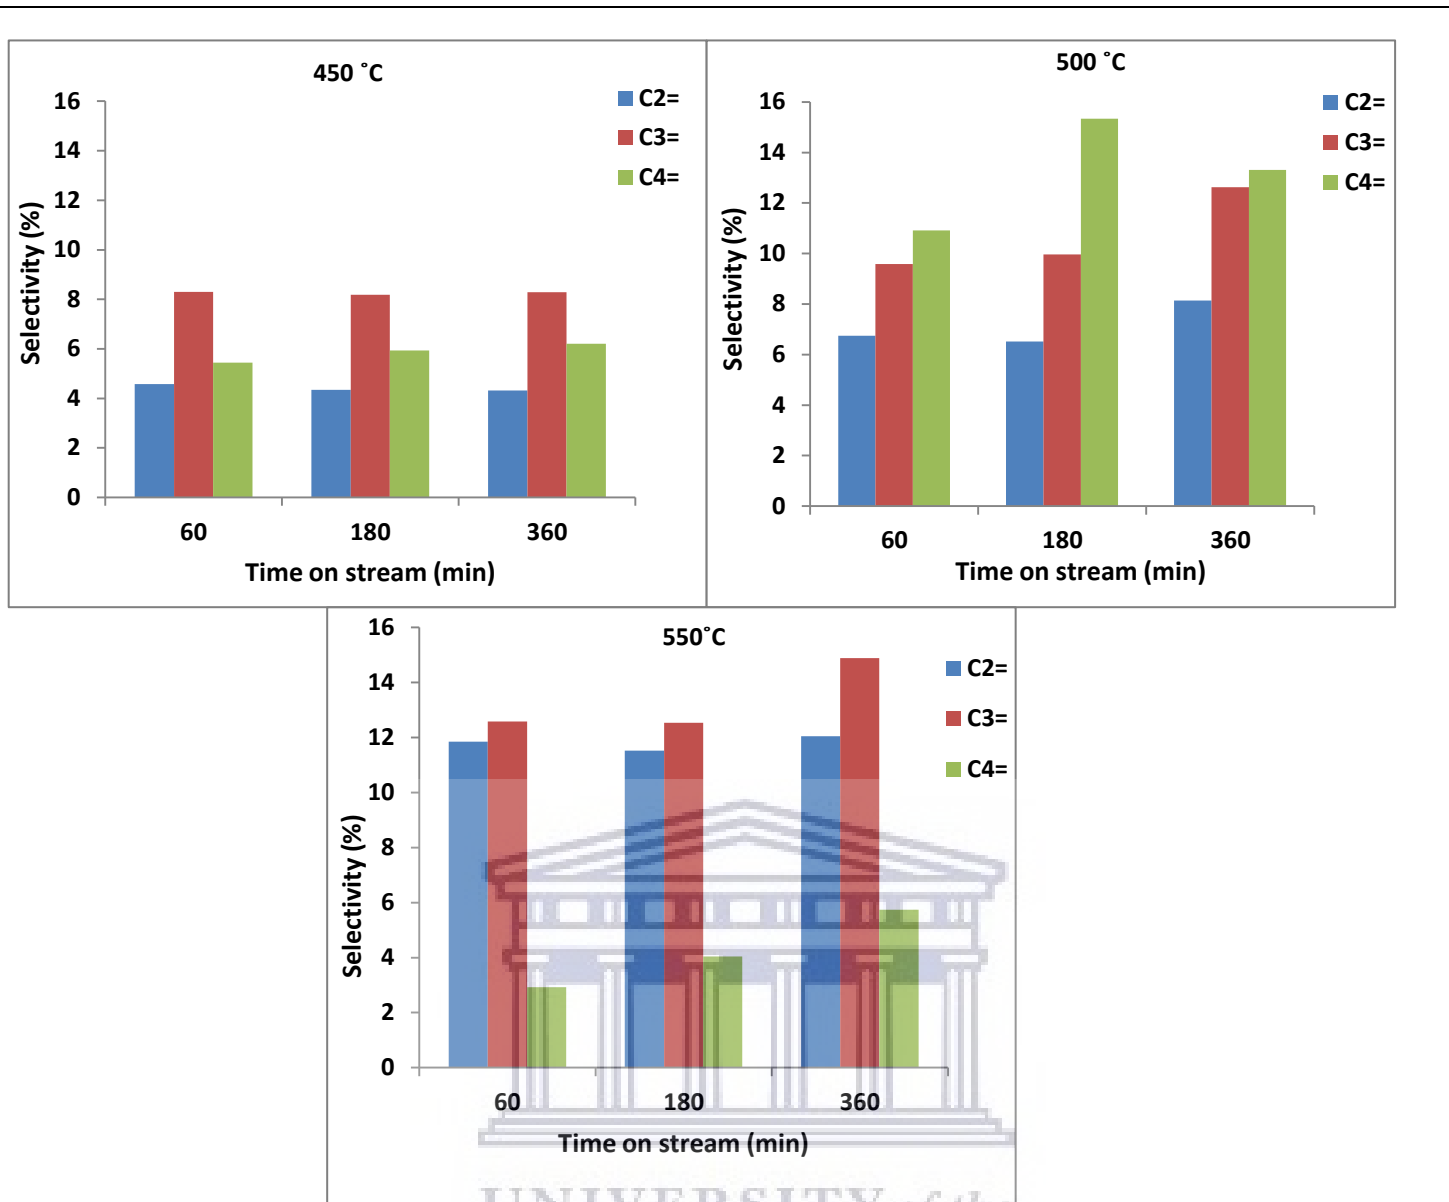 450 ˚C
C2=
C3=
C4=
16
14
12
10
8
6
4
2
0
Selectivity (%)
60 180 360
Time on stream (min)
500 ˚C
C2=
C3=
C4=
16
14
12
10
8
6
4
2
0
Selectivity (%)
60 180 360
Time on stream (min)
550˚C
C2=
C3=
C4=
16
14
12
10
8
6
4
2
0
Selectivity (%)
60 180 360
Time on stream (min)
UNIVERSITY of the